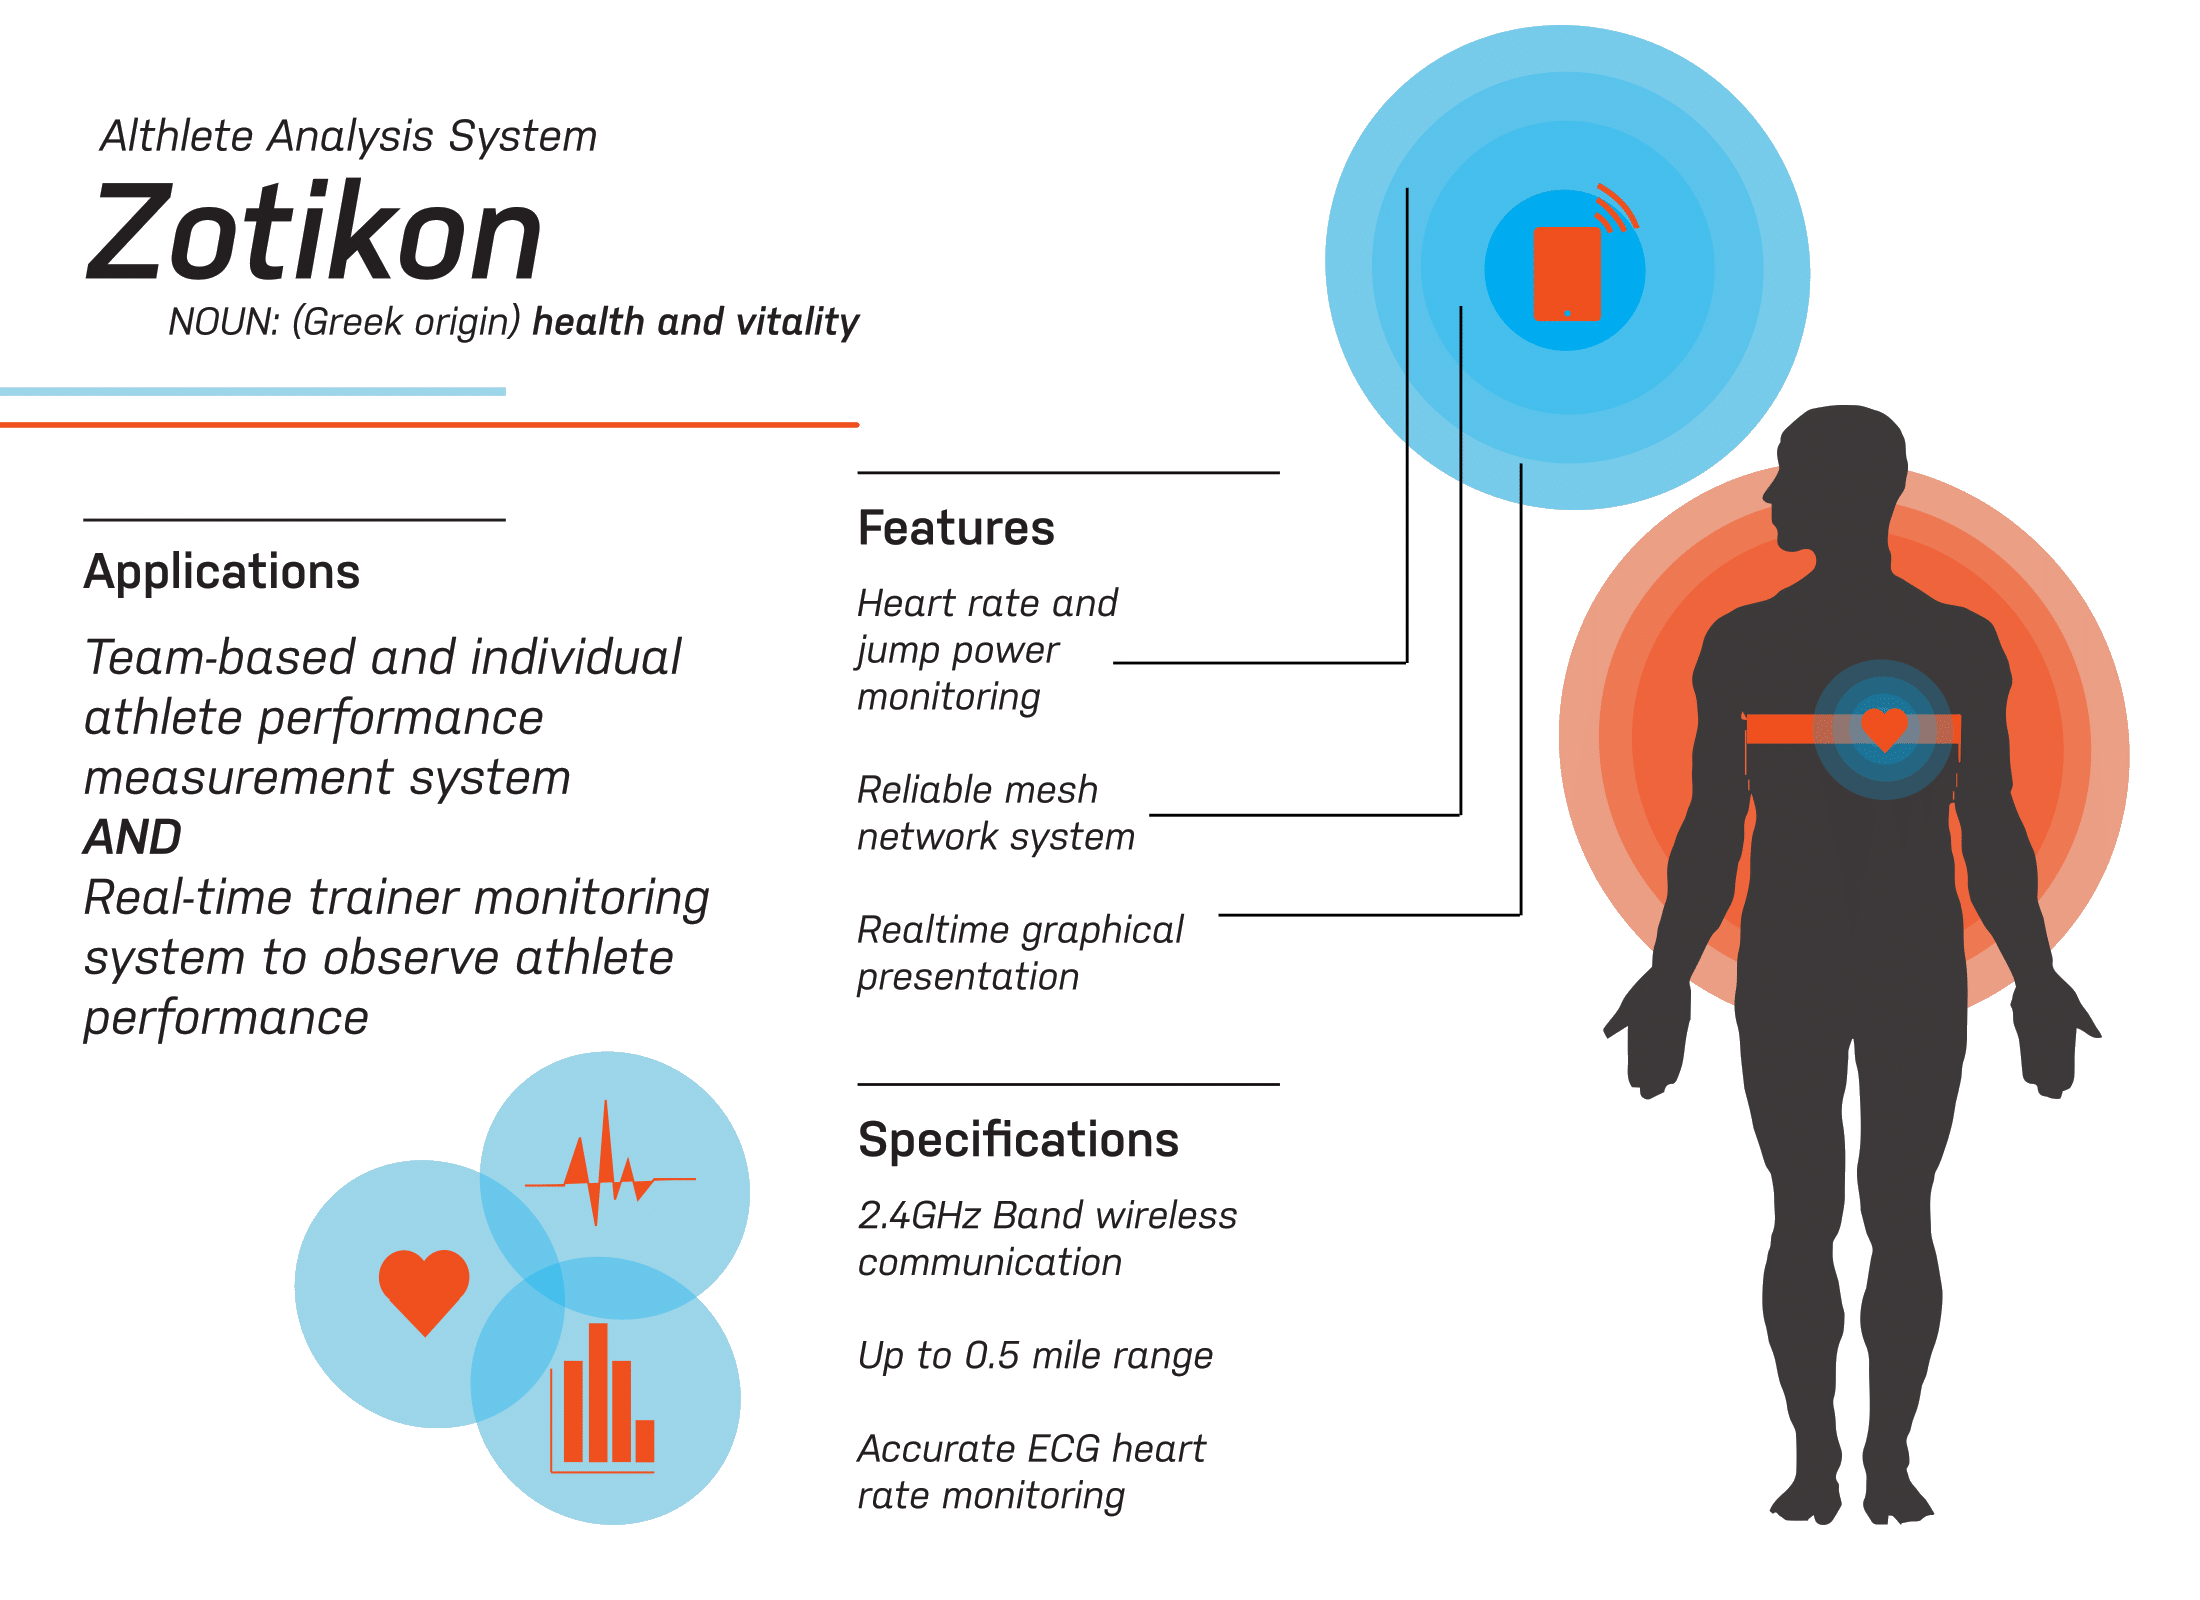 Althlete Analysis System
Zotikon
NOUN: (Greek origin) health and vitality
Applications
Team-based and individual
athlete performance
measurement system
AND
Real-time trainer monitoring
system to observe athlete
performance
Features
Heart rate and
jump power
monitoring
Reliable mesh
network system
Realtime graphical
presentation
Specifications
2.4GHz Band wireless
communication
Up to 0.5 mile range
Accurate ECG heart
rate monitoring